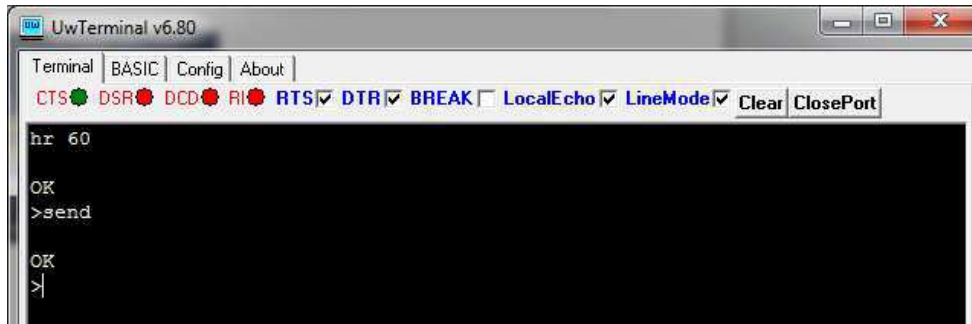 UwTerminal v6.80
Terminal BASIC Config About
CTS DSR DCD RI RTS DTR BREAK LocalEcho LineMode Clear ClosePort
hr 60
OK
>send
OK
>